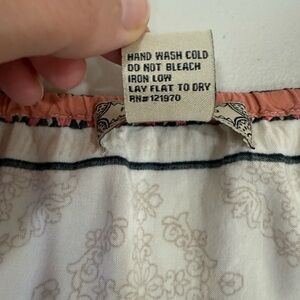 HAND WASH COLD
DO NOT BLEACH
IRON LOW
LAY FLAT TO DRY
RN# 121970